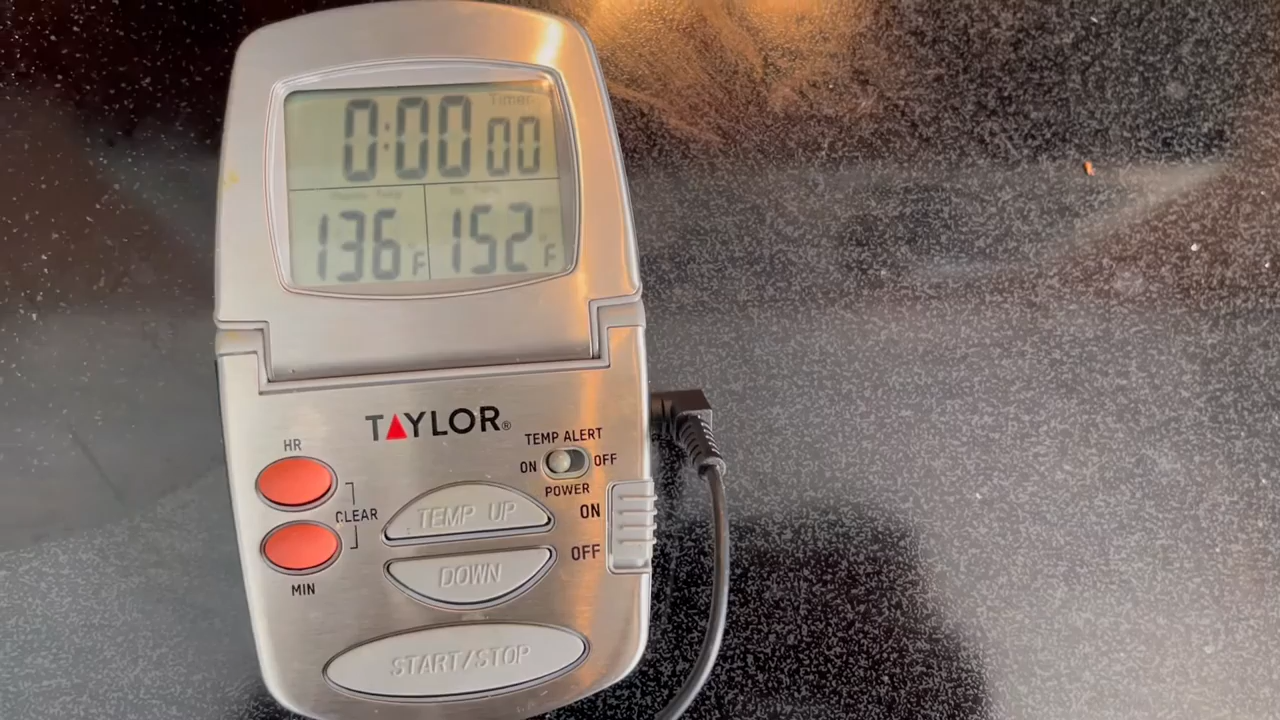 Timer
0:00 00
136 °F 152 °F
TAYLOR®
HR
TEMP ALERT
ON OFF
POWER
ON
CLEAR
TEMP UP
OFF
DOWN
MIN
START/STOP